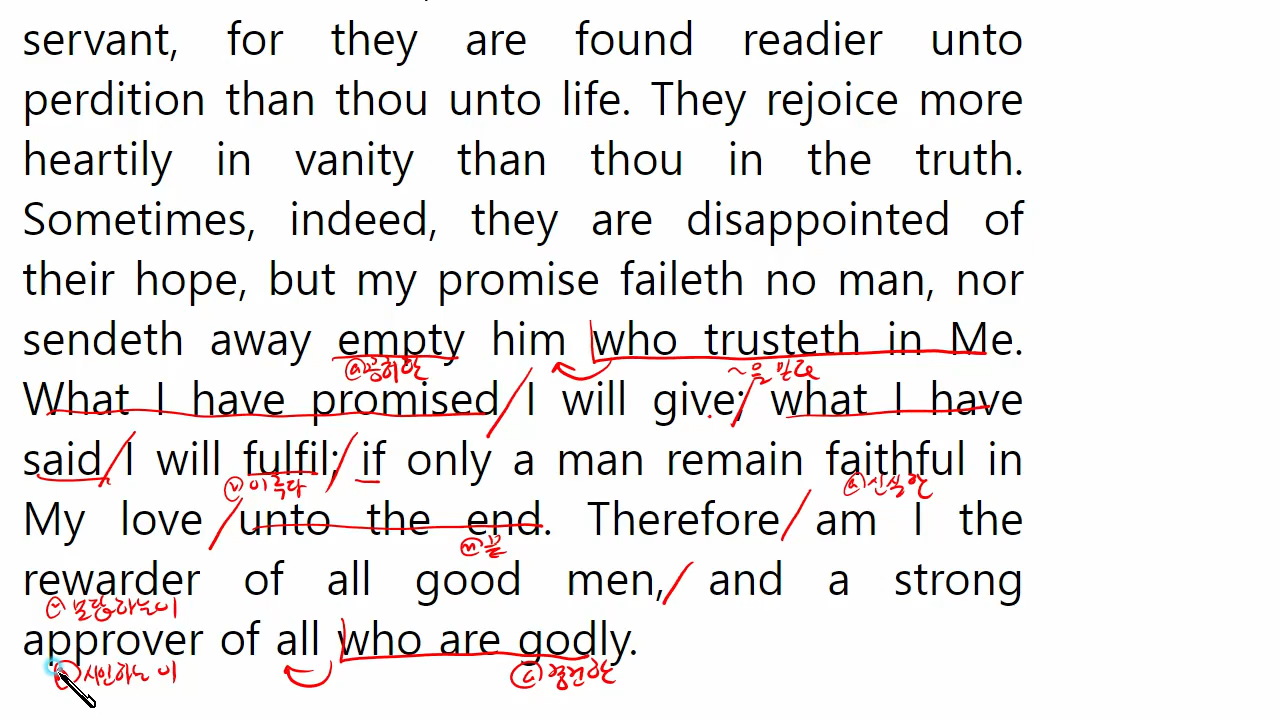 servant, for they are found readier unto
perdition than thou unto life. They rejoice more
heartily in vanity than thou in the truth.
Sometimes, indeed, they are disappointed of
their hope, but my promise faileth no man, nor
sendeth away empty him who trusteth in Me.
ⓐ공허한
What I have promised I will give; what I have
said I will fulfil; if only a man remain faithful in
ⓥ이루다 ⓐ신실한
My love unto the end. Therefore am I the
ⓝ끝
rewarder of all good men, and a strong
보답하는이
approver of all who are godly.
시인하는 이 ⓐ경건한